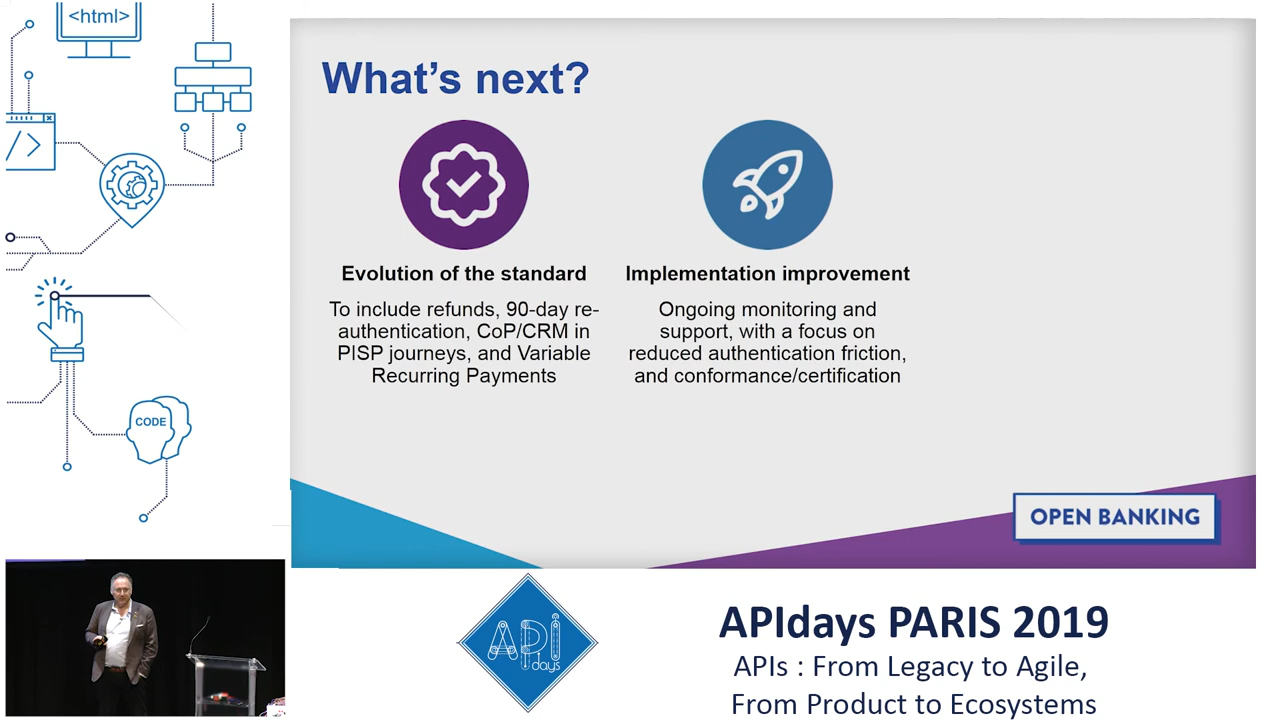 <html>
</>
CODE
What's next?
Evolution of the standard
To include refunds, 90-day re-
authentication, CoP/CRM in
PISP journeys, and Variable
Recurring Payments
Implementation improvement
Ongoing monitoring and
support, with a focus on
reduced authentication friction,
and conformance/certification
OPEN BANKING
API
days
APIdays PARIS 2019
APIs : From Legacy to Agile,
From Product to Ecosystems